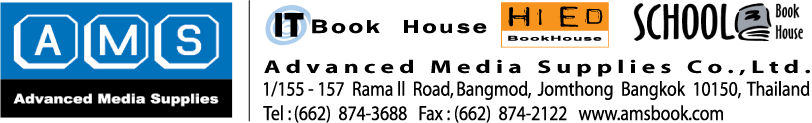 AMS
Advanced Media Supplies
IT Book House
HI ED
BookHouse
SCHOOL Book House
Advanced Media Supplies Co.,Ltd.
1/155 - 157 Rama ll Road, Bangmod, Jomthong Bangkok 10150, Thailand
Tel : (662) 874-3688 Fax : (662) 874-2122 www.amsbook.com